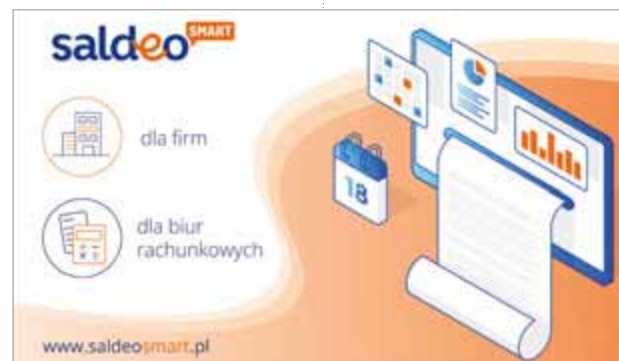 saldeo SMART
dla firm
18
dla biur
rachunkowych
www.saldeosmart.pl